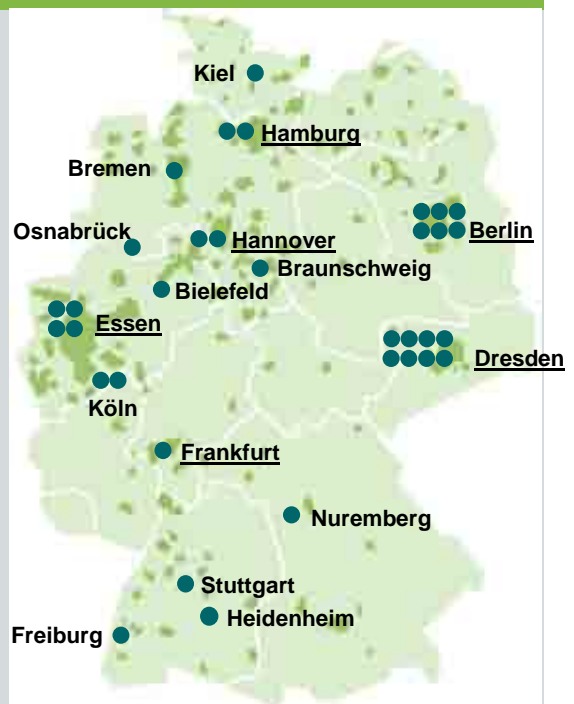 Kiel
Hamburg
Bremen
Berlin
Osnabrück
Hannover
Braunschweig
Bielefeld
Essen
Dresden
Köln
Frankfurt
Nuremberg
Stuttgart
Heidenheim
Freiburg